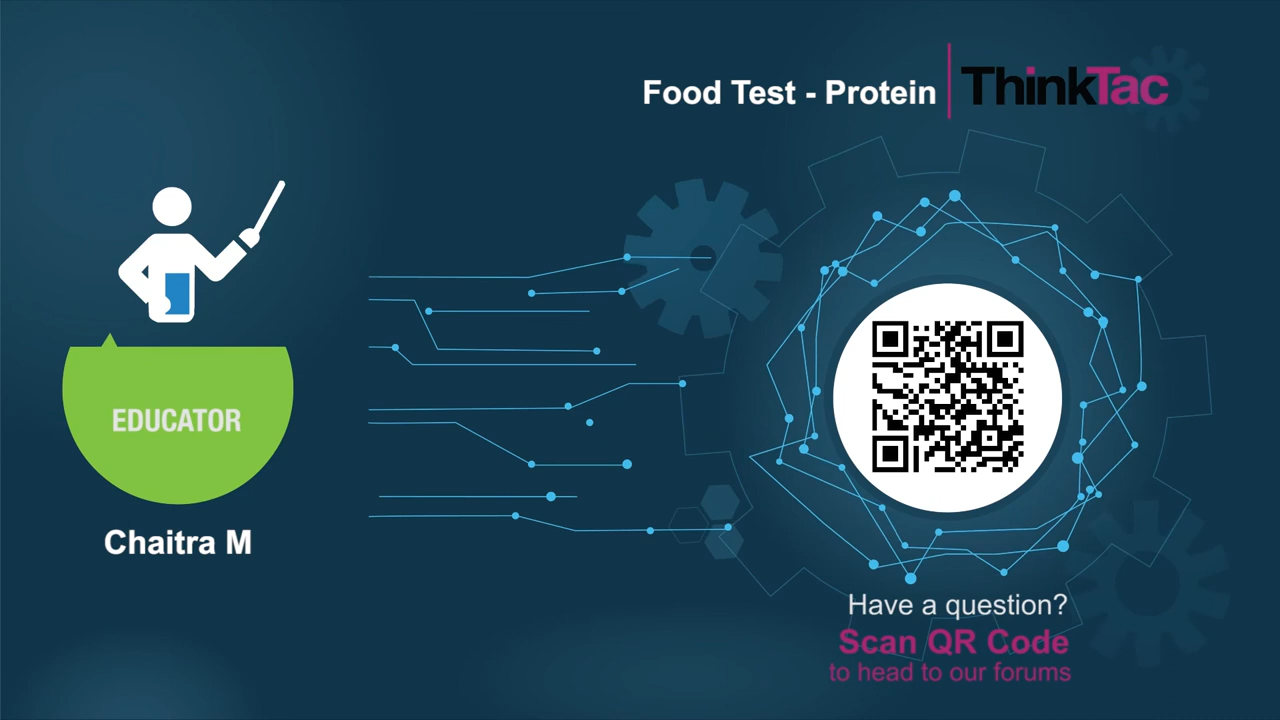 Food Test - Protein
ThinkTac
EDUCATOR
Chaitra M
Have a question?
Scan QR Code
to head to our forums